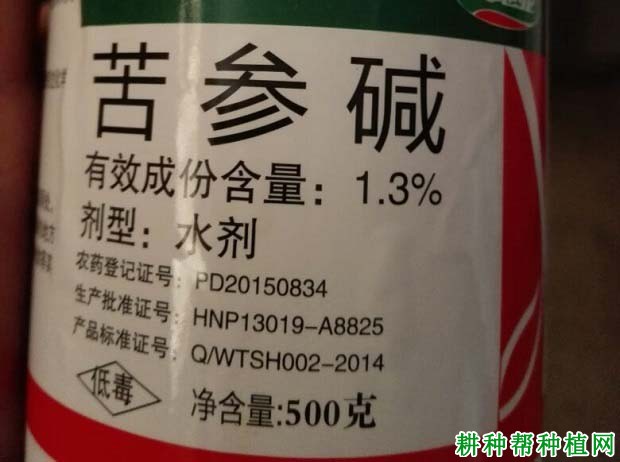 苦参碱
有效成份含量：1.3%
剂型：水剂
农药登记证号：PD20150834
生产批准证号：HNP13019-A8825
产品标准证号：Q/WTSH002-2014
低毒
净含量:500克
耕种帮种植网